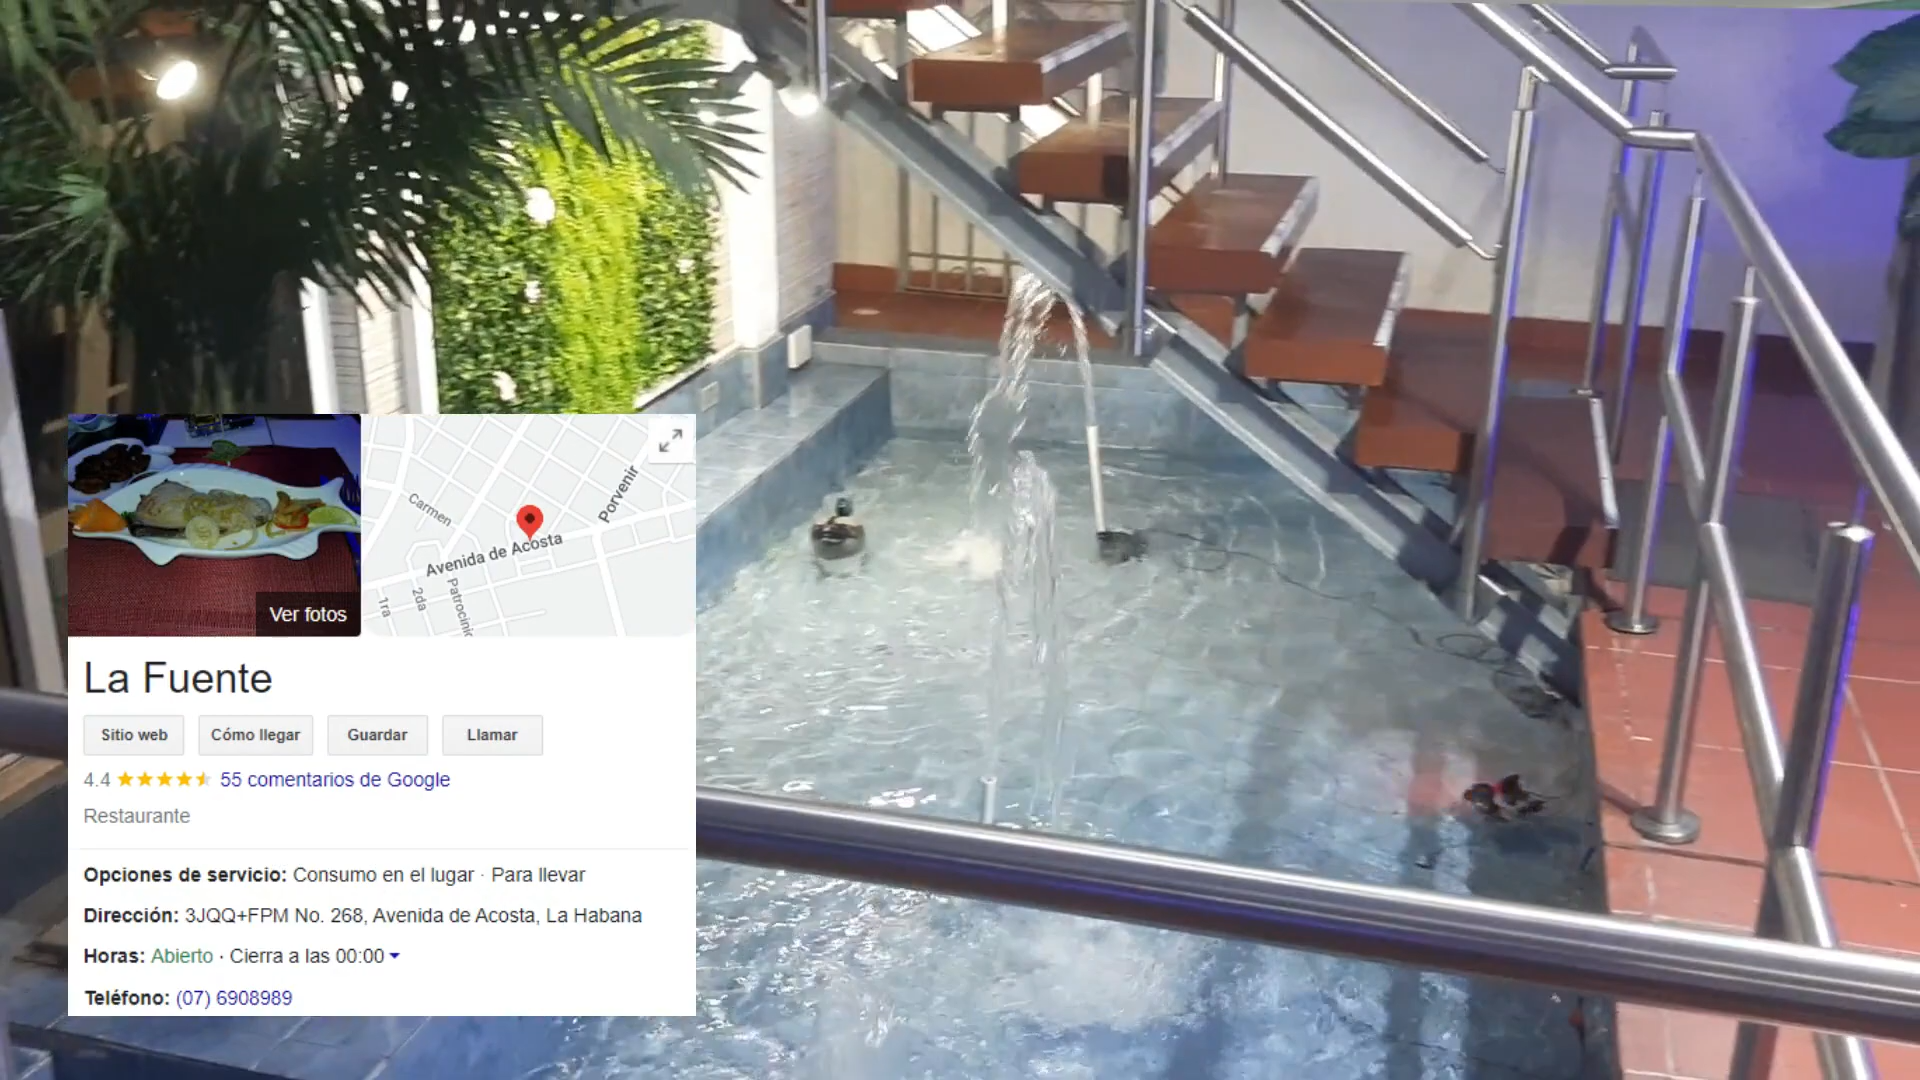 Carmen
Porvenir
Avenida de Acosta
1ra
2da
Patrocinio
Ver fotos
La Fuente
Sitio web
Cómo llegar
Guardar
Llamar
4.4 55 comentarios de Google
Restaurante
Opciones de servicio: Consumo en el lugar · Para llevar
Dirección: 3JQQ+FPM No. 268, Avenida de Acosta, La Habana
Horas: Abierto · Cierra a las 00:00
Teléfono: (07) 6908989